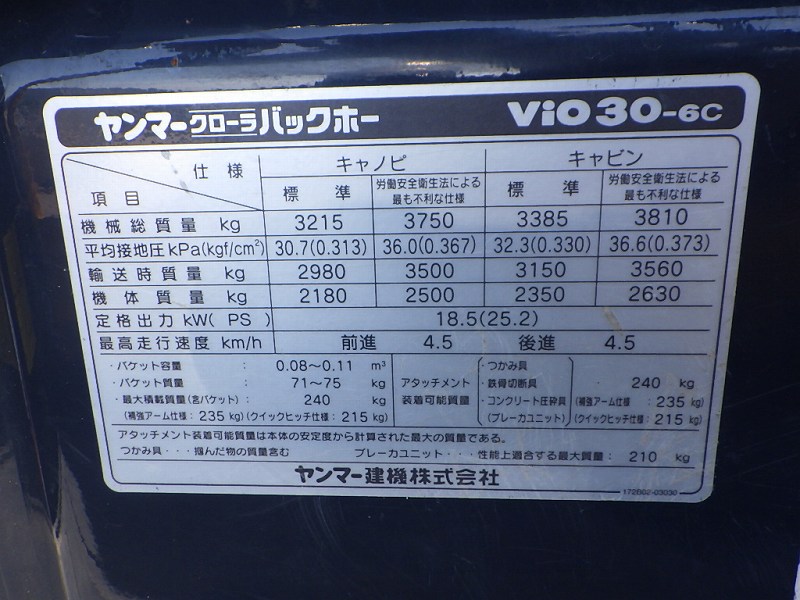 ヤンマークローラバックホー ViO30-6C
仕様 キャノピ キャビン
項目 標準 労働安全衛生法による最も不利な仕様 標準 労働安全衛生法による最も不利な仕様
機械総質量 kg 3215 3750 3385 3810
平均接地圧 kPa(kgf/cm²) 30.7(0.313) 36.0(0.367) 32.3(0.330) 36.6(0.373)
輸送時質量 kg 2980 3500 3150 3560
機体質量 kg 2180 2500 2350 2630
定格出力 kW( PS ) 18.5(25.2)
最高走行速度 km/h 前進 4.5 後進 4.5
・バケット容量 : 0.08〜0.11 m³
・バケット質量 : 71〜75 kg
・最大積載質量(含バケット) : 240 kg
(補強アーム仕様 : 235 kg) (クイックヒッチ仕様 : 215 kg)
アタッチメント装着可能質量
・つかみ具
・鉄骨切断具
・コンクリート圧砕具
(ブレーカユニット)
: 240 kg
(補強アーム仕様 : 235 kg)
(クイックヒッチ仕様 : 215 kg)
アタッチメント装着可能質量は本体の安定度から計算された最大の質量である。
つかみ具・・・掴んだ物の質量含む ブレーカユニット・・・性能上適合する最大質量 : 210 kg
ヤンマー建機株式会社
172B02-03030